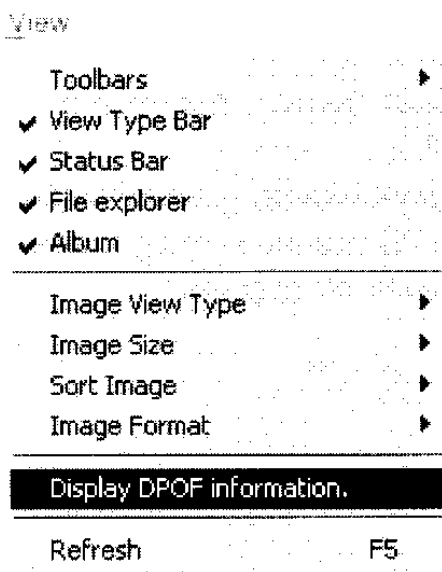 View
Toolbars
View Type Bar
Status Bar
File explorer
Album
Image View Type
Image Size
Sort Image
Image Format
Display DPOF information.
Refresh F5